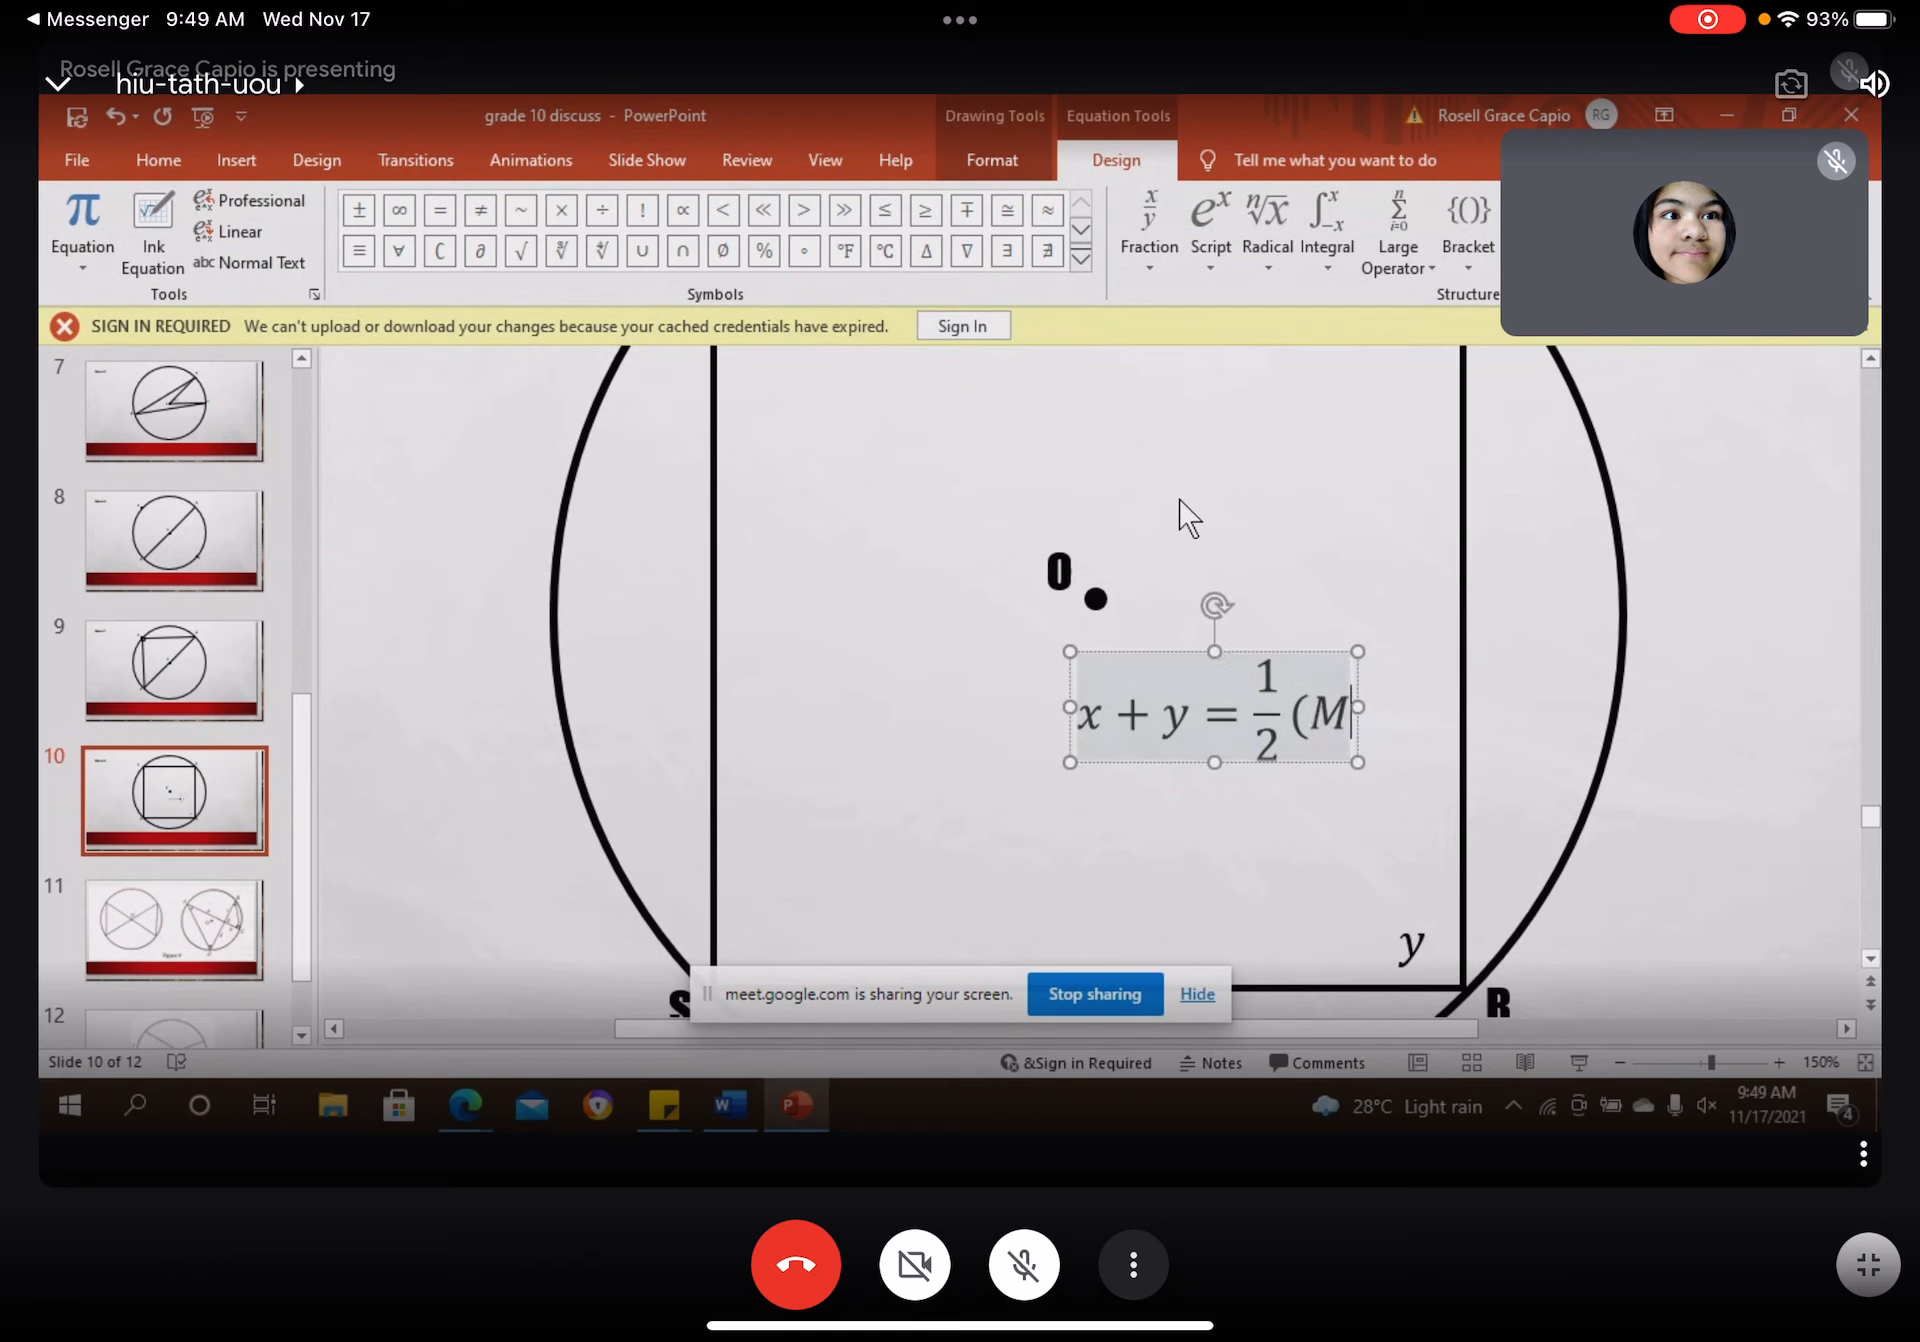 Messenger 9:49 AM Wed Nov 17
93%
Rosell Grace Capio is presenting
hiu-tath-uou
grade 10 discuss - PowerPoint
Drawing Tools Equation Tools
Rosell Grace Capio RG
File Home Insert Design Transitions Animations Slide Show Review View Help Format Design Tell me what you want to do
π Equation
Ink Equation
Professional
Linear
abc Normal Text
Tools
± ∞ = ≠ ~ × ÷ ! ∝ < ≪ > ≫ ≤ ≥ ∓ ≅ ≈
≡ ∀ ∁ ∂ √ ∛ ∜ ∪ ∩ ∅ % ° °F °C ∆ ∇ ∃ ∄
Symbols
x/y Fraction
eˣ Script
ⁿ√x Radical
∫ Integral
Σ Large Operator
{()} Bracket
Structure
SIGN IN REQUIRED We can't upload or download your changes because your cached credentials have expired. Sign In
7
8
9
10
11
12
O
x + y = 1/2 (M
y
S
R
meet.google.com is sharing your screen. Stop sharing Hide
Slide 10 of 12
&Sign in Required Notes Comments 150%
28°C Light rain
9:49 AM
11/17/2021
4